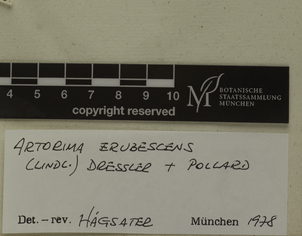 4 5 6 7 8 9 10
copyright reserved
M BOTANISCHE
STAATSSAMMLUNG
MÜNCHEN
ARTORIMA ERUBESCENS
(LINDL.) DRESSLER + POLLARD
Det. – rev. HÁGSATER München 1978